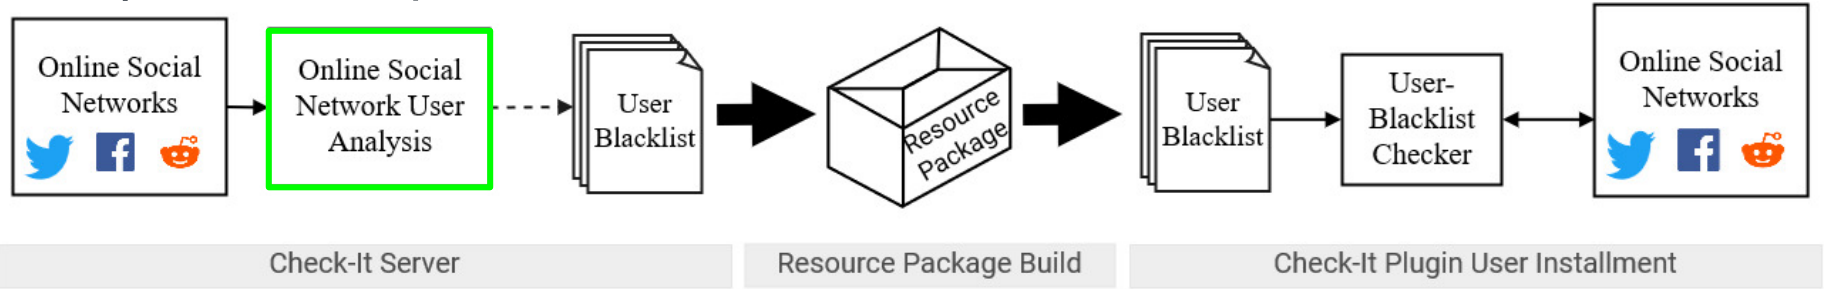 Online Social
Networks
Online Social
Network User
Analysis
User
Blacklist
Resource
Package
User
Blacklist
User-
Blacklist
Checker
Online Social
Networks
Check-It Server
Resource Package Build
Check-It Plugin User Installment